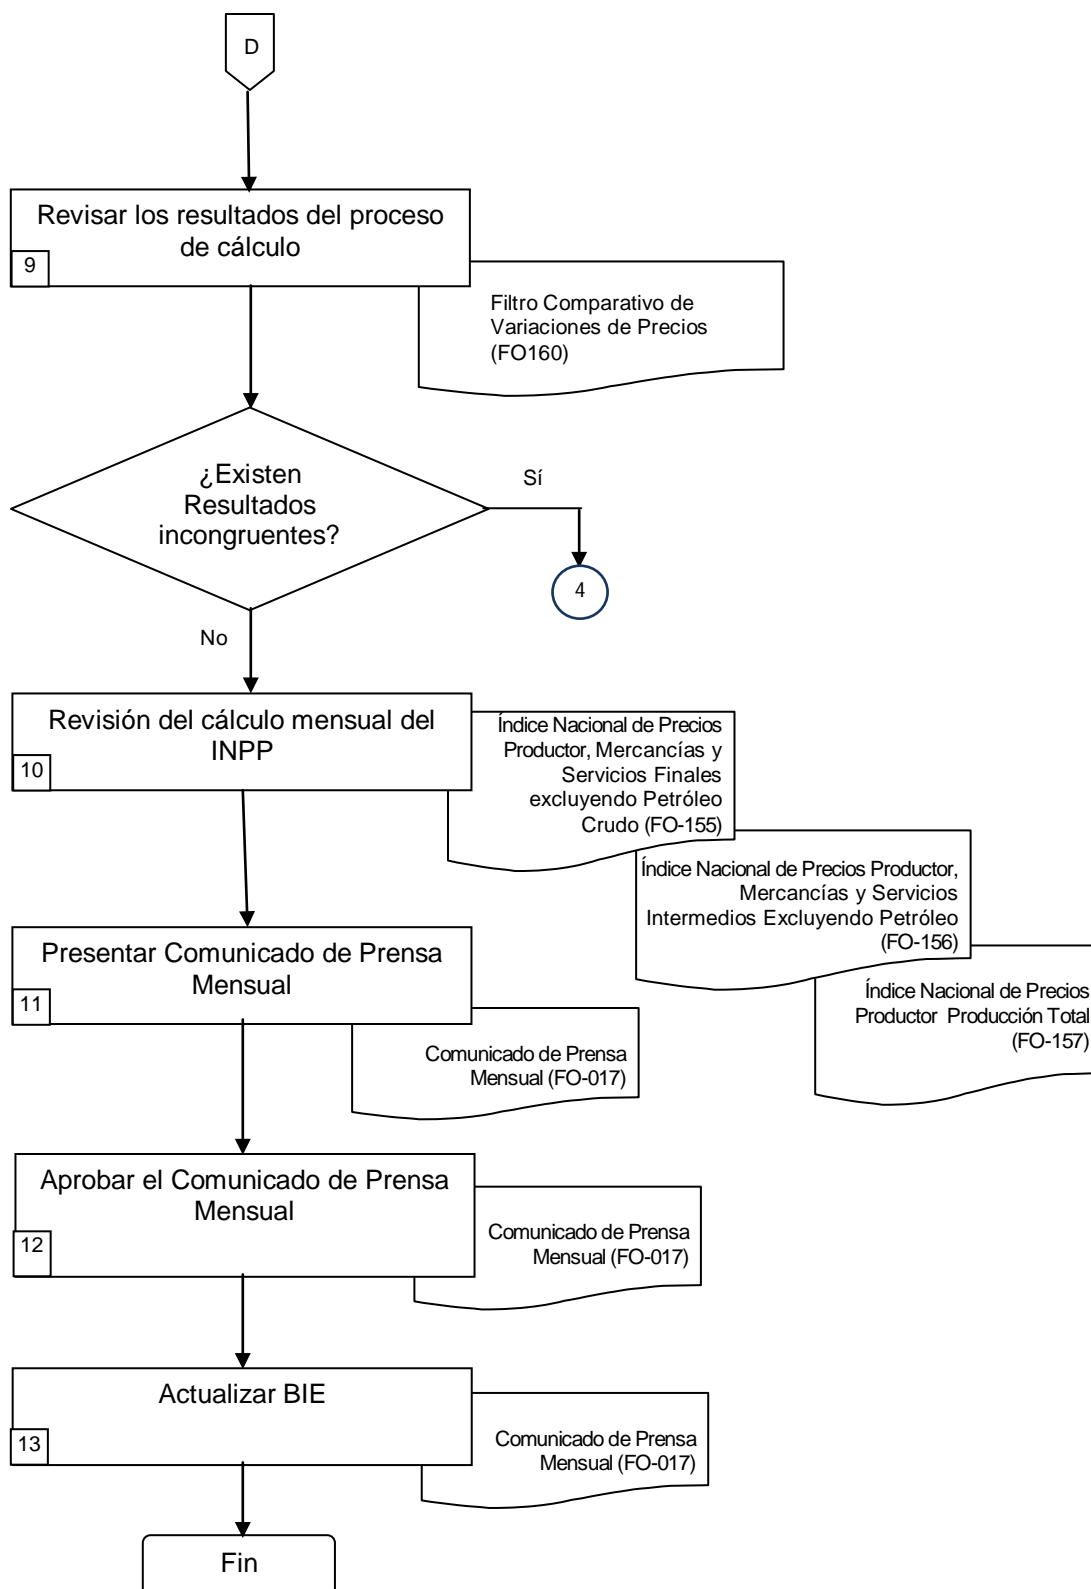 D
Revisar los resultados del proceso
de cálculo
9
Filtro Comparativo de
Variaciones de Precios
(FO160)
¿Existen
Resultados
incongruentes?
Sí
4
No
Revisión del cálculo mensual del
INPP
10
Índice Nacional de Precios
Productor, Mercancías y
Servicios Finales
excluyendo Petróleo
Crudo (FO-155)
Índice Nacional de Precios Productor,
Mercancías y Servicios
Intermedios Excluyendo Petróleo
(FO-156)
Índice Nacional de Precios
Productor Producción Total
(FO-157)
Presentar Comunicado de Prensa
Mensual
11
Comunicado de Prensa
Mensual (FO-017)
Aprobar el Comunicado de Prensa
Mensual
12
Comunicado de Prensa
Mensual (FO-017)
Actualizar BIE
13
Comunicado de Prensa
Mensual (FO-017)
Fin